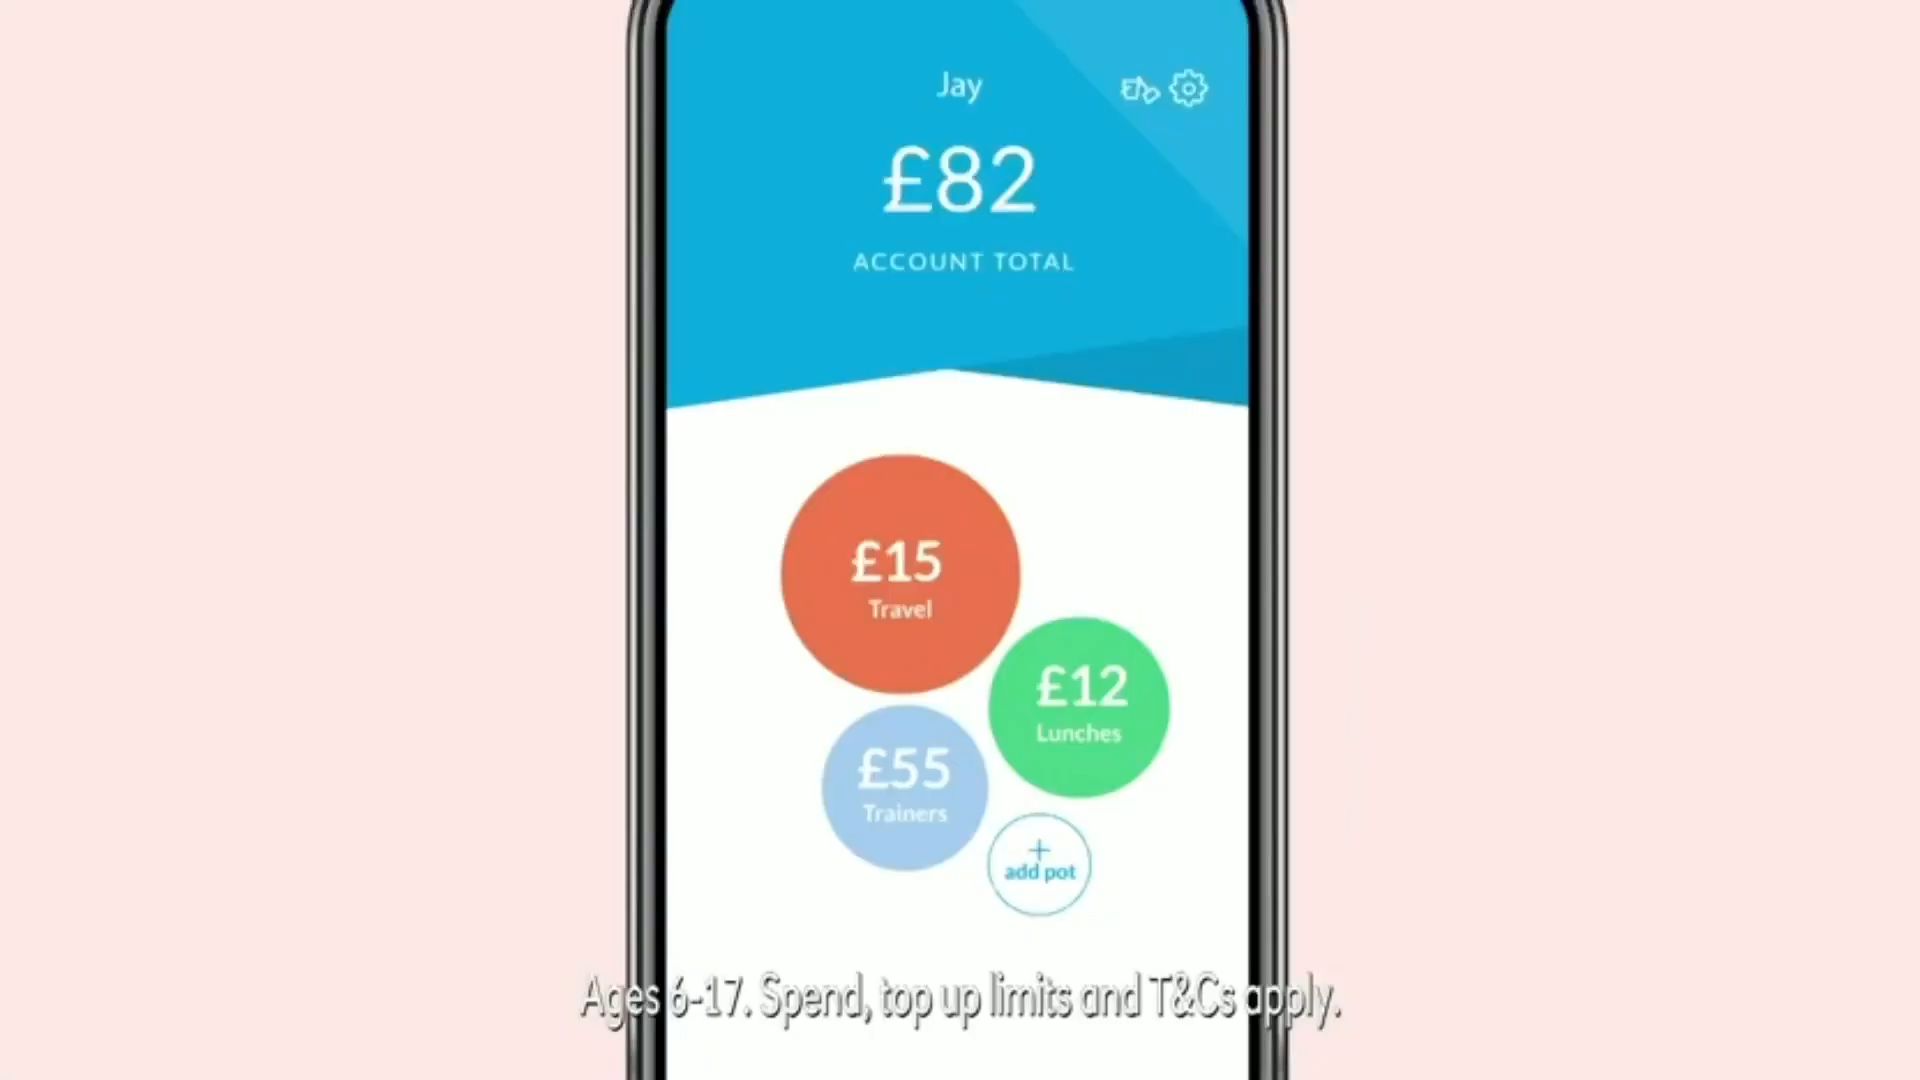 Jay
£82
ACCOUNT TOTAL
£15
Travel
£12
Lunches
£55
Trainers
+
add pot
Ages 6-17. Spend, top up limits and T&Cs apply.